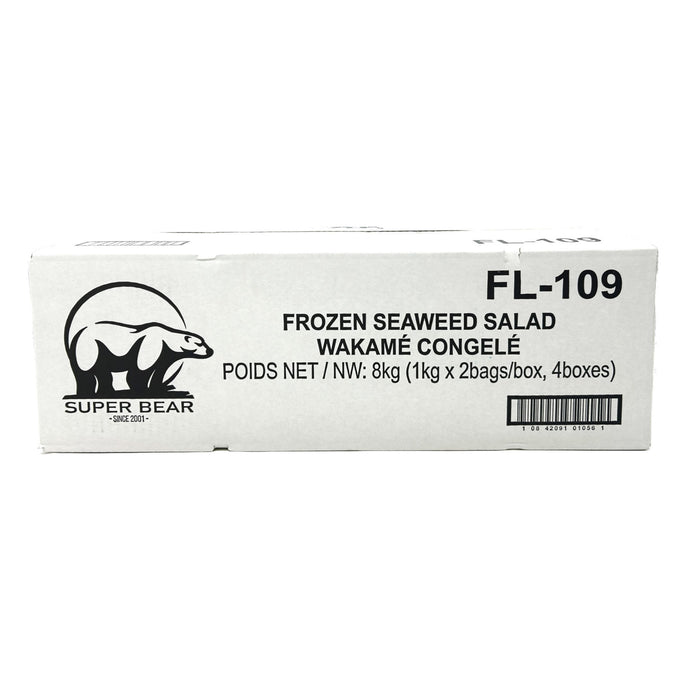 FL-109
FL-109
FROZEN SEAWEED SALAD
WAKAMÉ CONGELÉ
POIDS NET / NW: 8kg (1kg x 2bags/box, 4boxes)
SUPER BEAR
- SINCE 2001 -
1 08 42091 01056 1